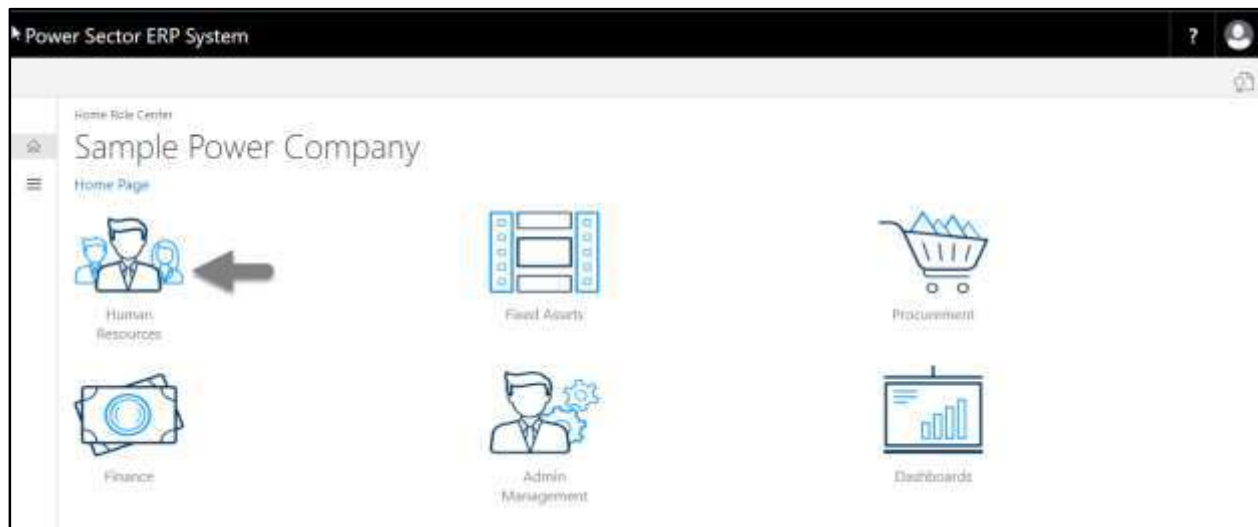 Power Sector ERP System
?
Home Role Center
Sample Power Company
Home Page
Human
Resources
Fixed Assets
Procurement
Finance
Admin
Management
Dashboards